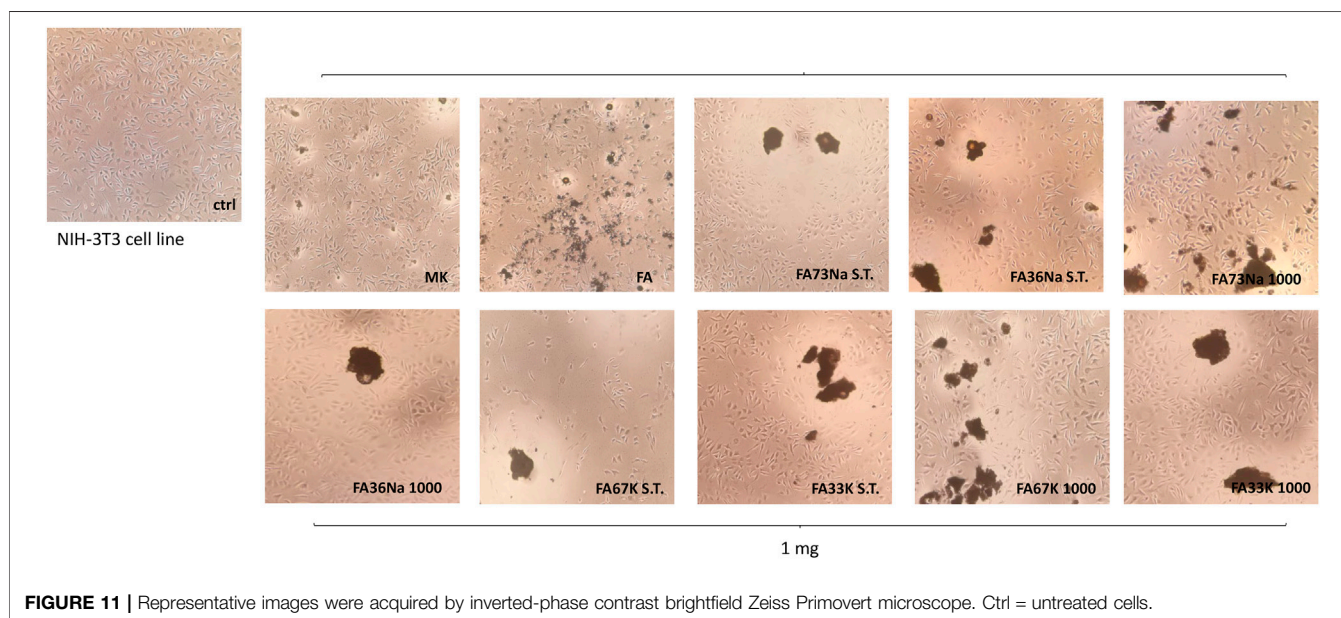 ctrl
NIH-3T3 cell line
MK
FA
FA73Na S.T.
FA36Na S.T.
FA73Na 1000
FA36Na 1000
FA67K S.T.
FA33K S.T.
FA67K 1000
FA33K 1000
1 mg
FIGURE 11 | Representative images were acquired by inverted-phase contrast brightfield Zeiss Primovert microscope. Ctrl = untreated cells.